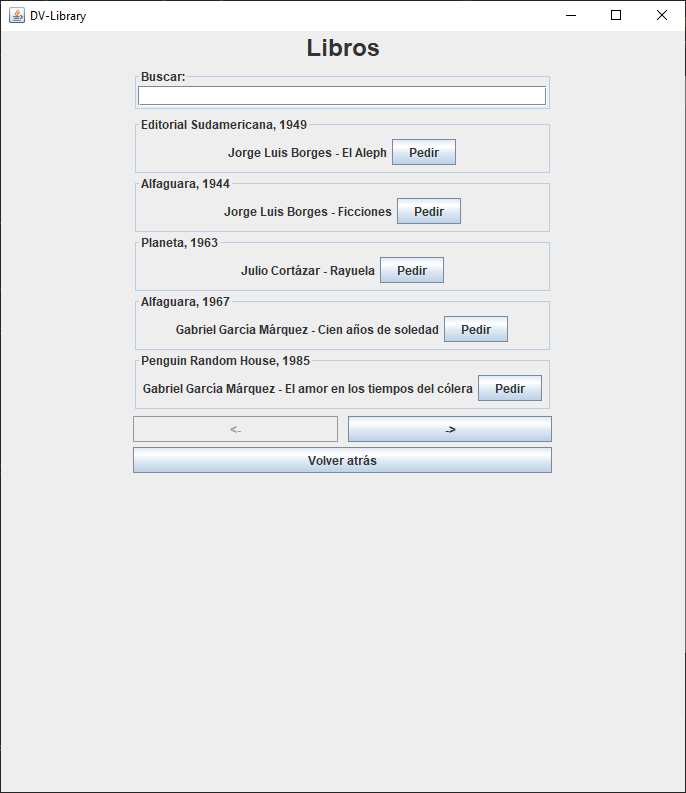 DV-Library
Libros
Buscar:
Editorial Sudamericana, 1949
Jorge Luis Borges - El Aleph Pedir
Alfaguara, 1944
Jorge Luis Borges - Ficciones Pedir
Planeta, 1963
Julio Cortázar - Rayuela Pedir
Alfaguara, 1967
Gabriel García Márquez - Cien años de soledad Pedir
Penguin Random House, 1985
Gabriel García Márquez - El amor en los tiempos del cólera Pedir
<- ->
Volver atrás